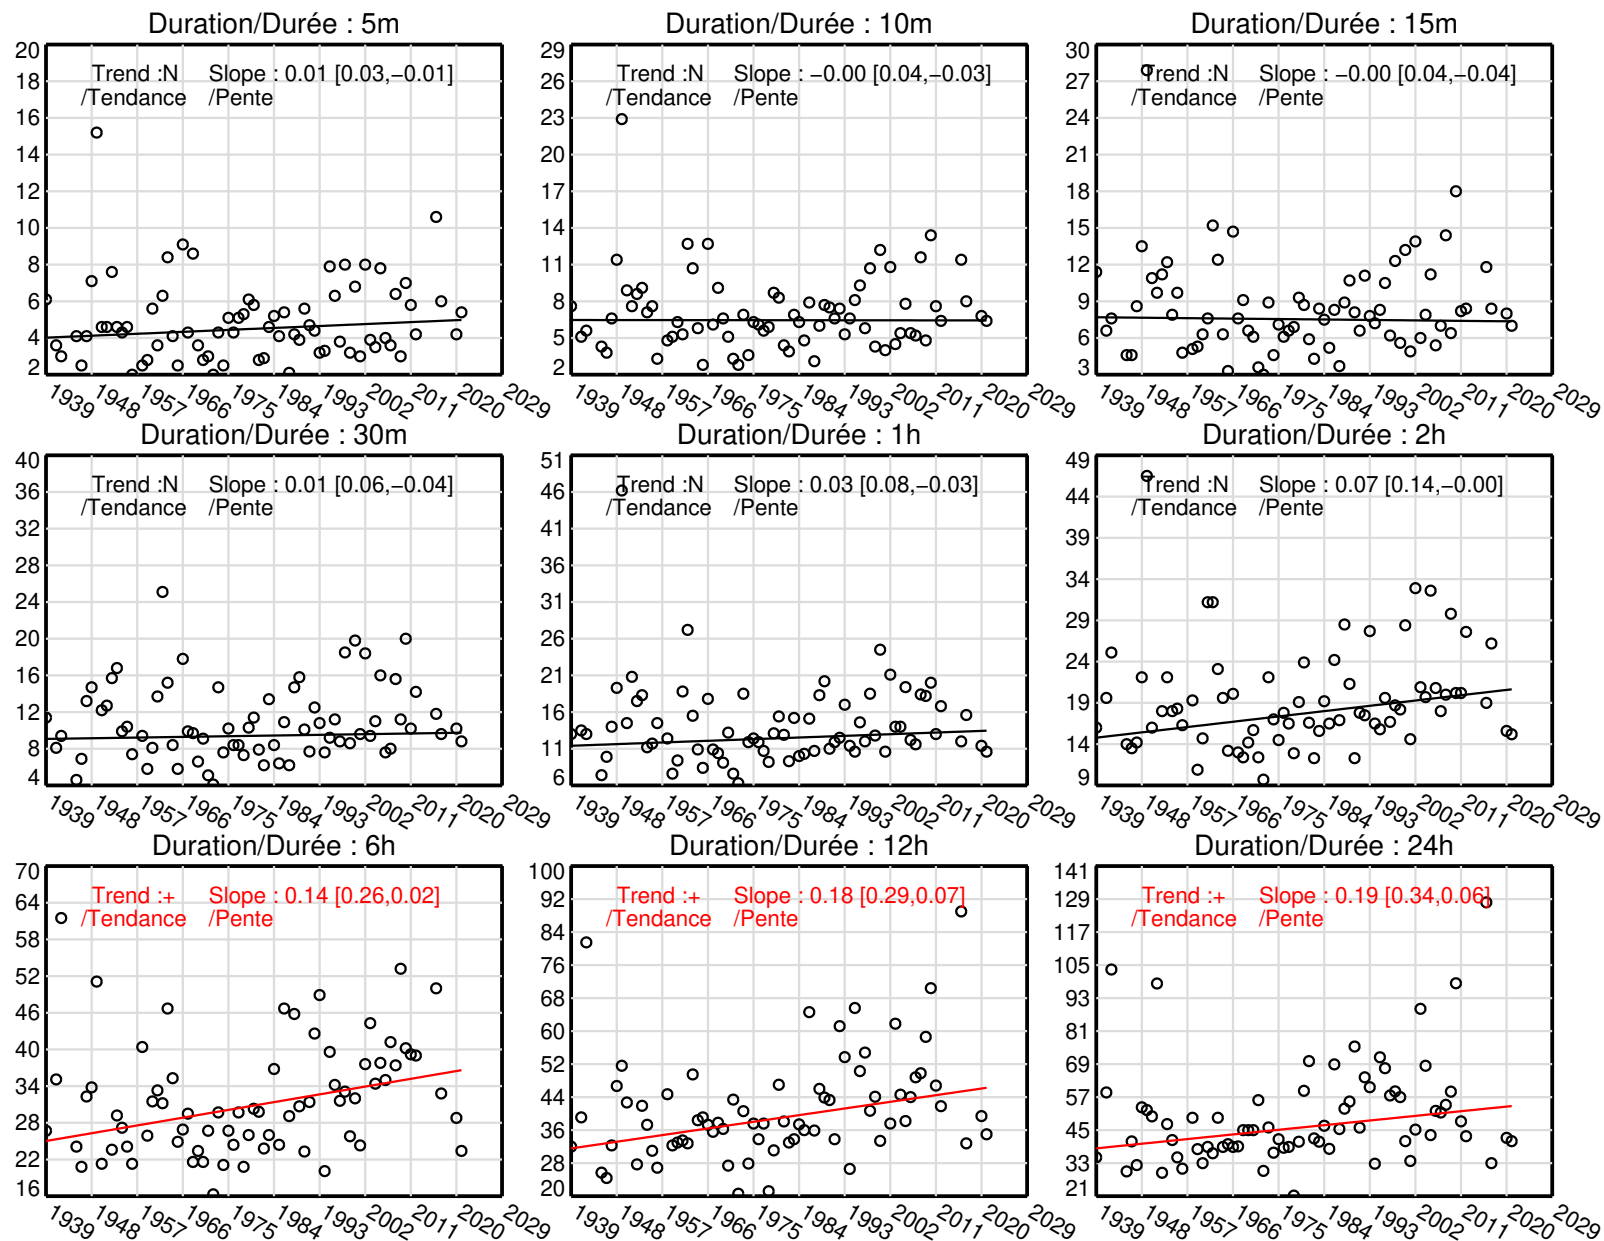 Duration/Durée : 5m
Trend :N Slope : 0.01 [0.03,−0.01]
/Tendance /Pente
20
18
16
14
12
10
8
6
4
2
1939 1948 1957 1966 1975 1984 1993 2002 2011 2020 2029
Duration/Durée : 10m
Trend :N Slope : −0.00 [0.04,−0.03]
/Tendance /Pente
29
26
23
20
17
14
11
8
5
2
1939 1948 1957 1966 1975 1984 1993 2002 2011 2020 2029
Duration/Durée : 15m
Trend :N Slope : −0.00 [0.04,−0.04]
/Tendance /Pente
30
27
24
21
18
15
12
9
6
3
1939 1948 1957 1966 1975 1984 1993 2002 2011 2020 2029
Duration/Durée : 30m
Trend :N Slope : 0.01 [0.06,−0.04]
/Tendance /Pente
40
36
32
28
24
20
16
12
8
4
1939 1948 1957 1966 1975 1984 1993 2002 2011 2020 2029
Duration/Durée : 1h
Trend :N Slope : 0.03 [0.08,−0.03]
/Tendance /Pente
51
46
41
36
31
26
21
16
11
6
1939 1948 1957 1966 1975 1984 1993 2002 2011 2020 2029
Duration/Durée : 2h
Trend :N Slope : 0.07 [0.14,−0.00]
/Tendance /Pente
49
44
39
34
29
24
19
14
9
1939 1948 1957 1966 1975 1984 1993 2002 2011 2020 2029
Duration/Durée : 6h
Trend :+ Slope : 0.14 [0.26,0.02]
/Tendance /Pente
70
64
58
52
46
40
34
28
22
16
1939 1948 1957 1966 1975 1984 1993 2002 2011 2020 2029
Duration/Durée : 12h
Trend :+ Slope : 0.18 [0.29,0.07]
/Tendance /Pente
100
92
84
76
68
60
52
44
36
28
20
1939 1948 1957 1966 1975 1984 1993 2002 2011 2020 2029
Duration/Durée : 24h
Trend :+ Slope : 0.19 [0.34,0.06]
/Tendance /Pente
141
129
117
105
93
81
69
57
45
33
21
1939 1948 1957 1966 1975 1984 1993 2002 2011 2020 2029